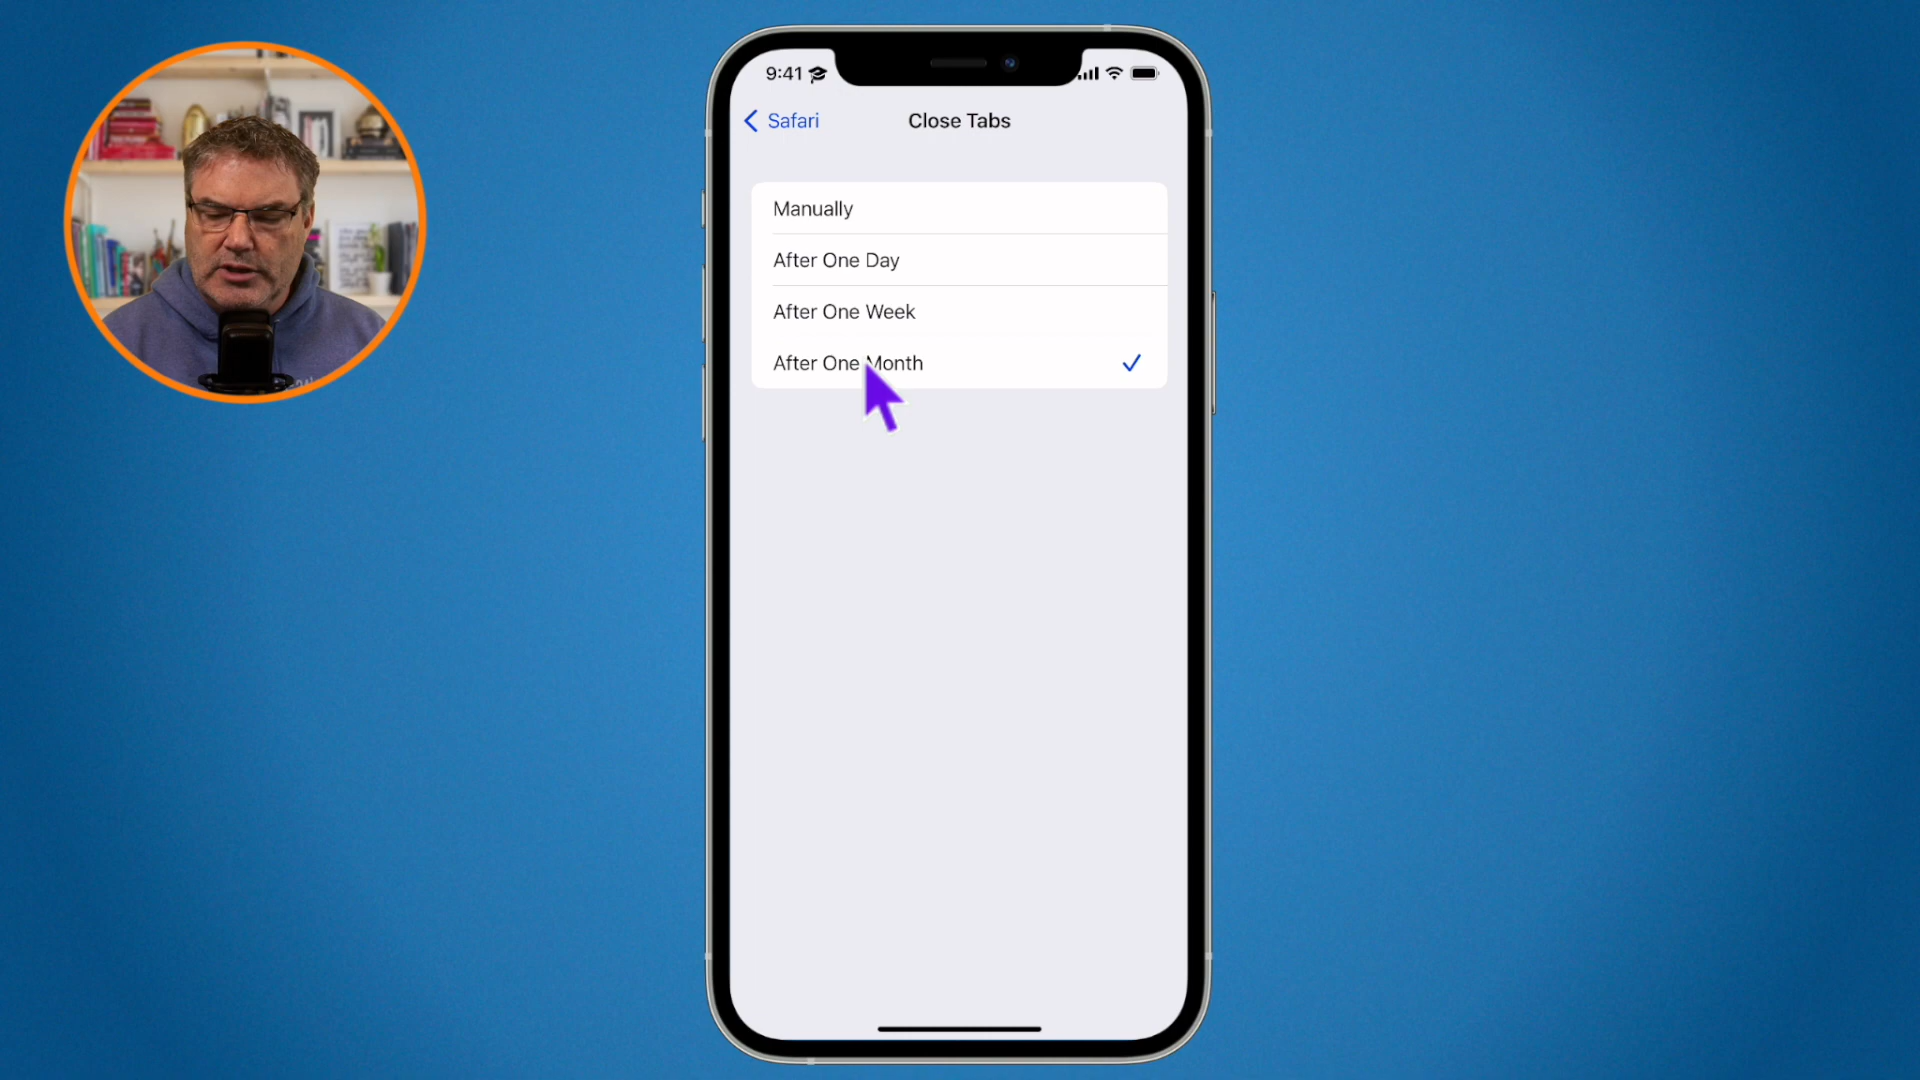 9:41
Safari
Close Tabs
Manually
After One Day
After One Week
After One Month